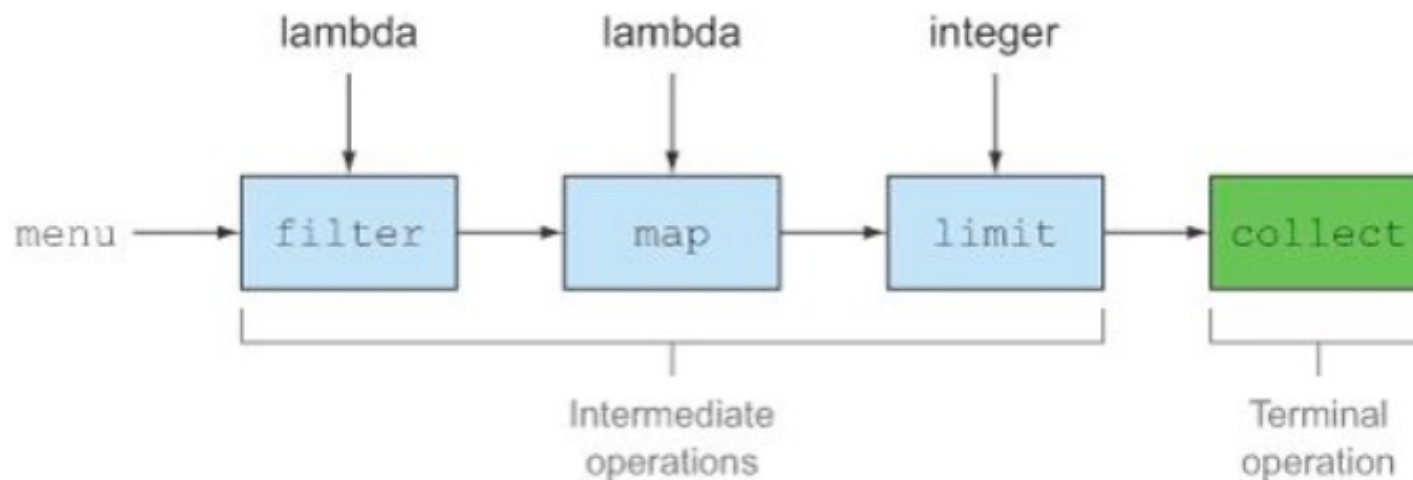 lambda lambda integer
menu filter map limit collect
Intermediate
operations
Terminal
operation